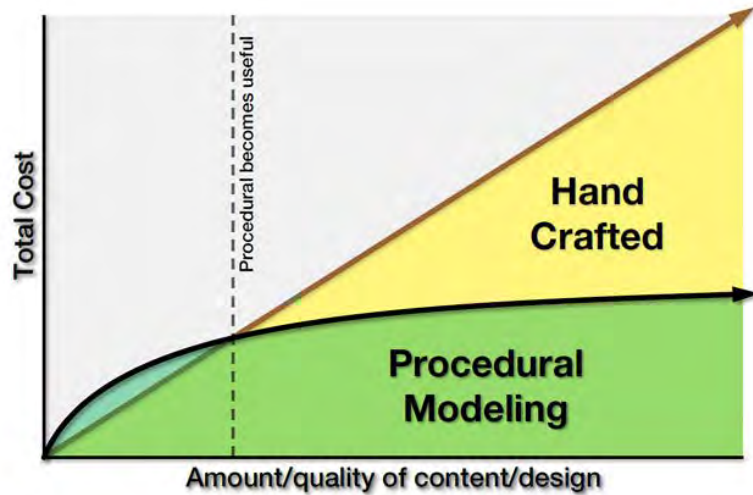 Total Cost
Procedural becomes useful
Hand
Crafted
Procedural
Modeling
Amount/quality of content/design